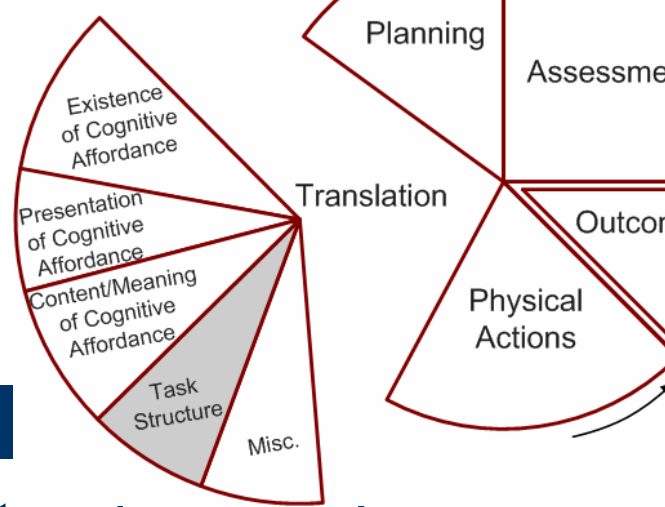 Planning
Assessme
Existence
of Cognitive
Affordance
Translation
Presentation
of Cognitive
Affordance
Outcor
Content/Meaning
of Cognitive
Affordance
Physical
Actions
Task
Structure
Misc.